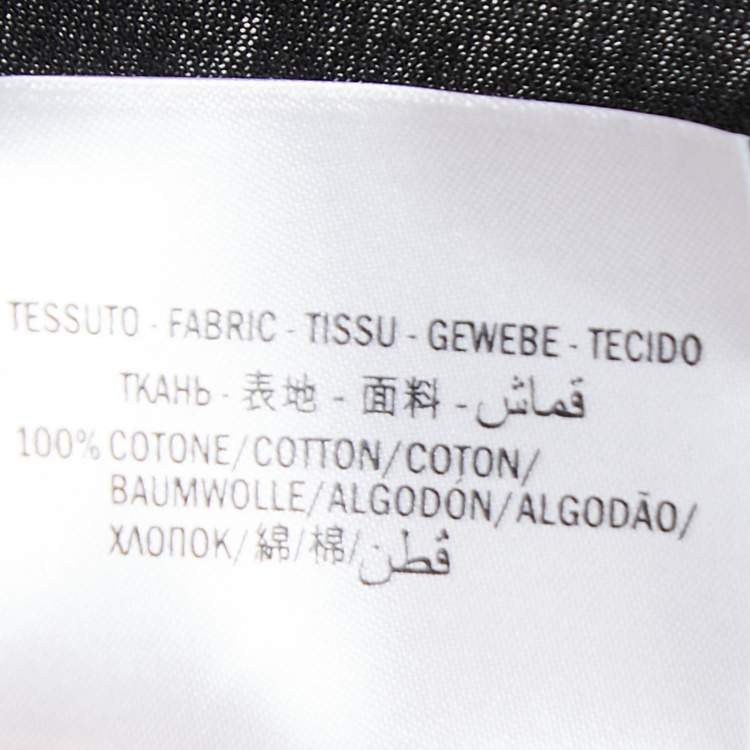 TESSUTO - FABRIC - TISSU - GEWEBE - TECIDO
ТКАНЬ - 表地 - 面料 - قماش
100% COTONE/COTTON/COTON/
BAUMWOLLE/ALGODÓN/ALGODÃO/
ХЛОПОК/綿/棉/قطن